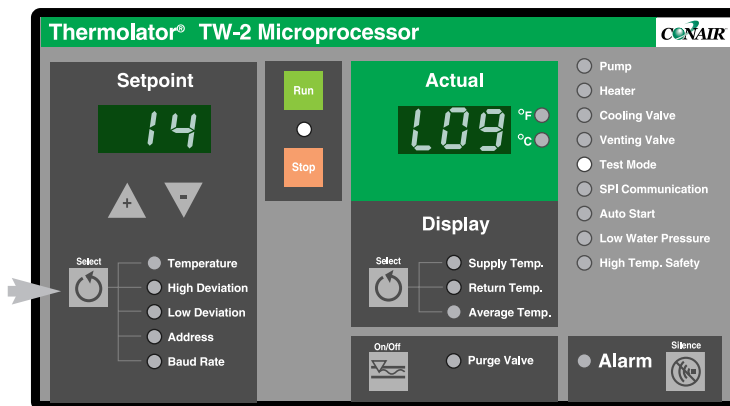 Thermolator® TW-2 Microprocessor
CONAIR
Setpoint
14
+
-
Select
Temperature
High Deviation
Low Deviation
Address
Baud Rate
Run
Stop
Actual
L09
°F
°C
Display
Select
Supply Temp.
Return Temp.
Average Temp.
On/Off
Purge Valve
Pump
Heater
Cooling Valve
Venting Valve
Test Mode
SPI Communication
Auto Start
Low Water Pressure
High Temp. Safety
Alarm
Silence